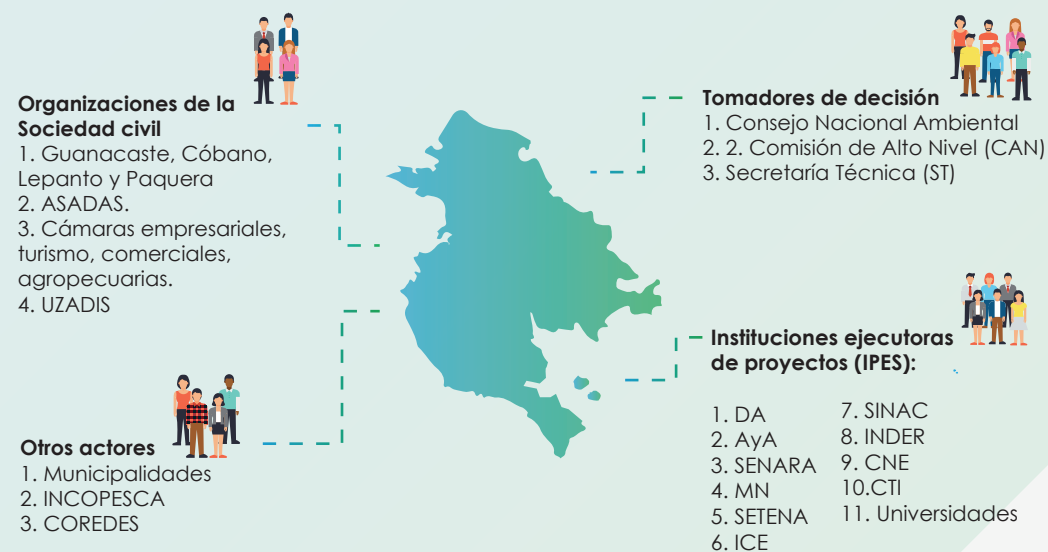 Organizaciones de la
Sociedad civil
1. Guanacaste, Cóbano,
Lepanto y Paquera
2. ASADAS.
3. Cámaras empresariales,
turismo, comerciales,
agropecuarias.
4. UZADIS
Otros actores
1. Municipalidades
2. INCOPESCA
3. COREDES
Tomadores de decisión
1. Consejo Nacional Ambiental
2. 2. Comisión de Alto Nivel (CAN)
3. Secretaría Técnica (ST)
Instituciones ejecutoras
de proyectos (IPES):
1. DA
2. AyA
3. SENARA
4. MN
5. SETENA
6. ICE
7. SINAC
8. INDER
9. CNE
10.CTI
11. Universidades